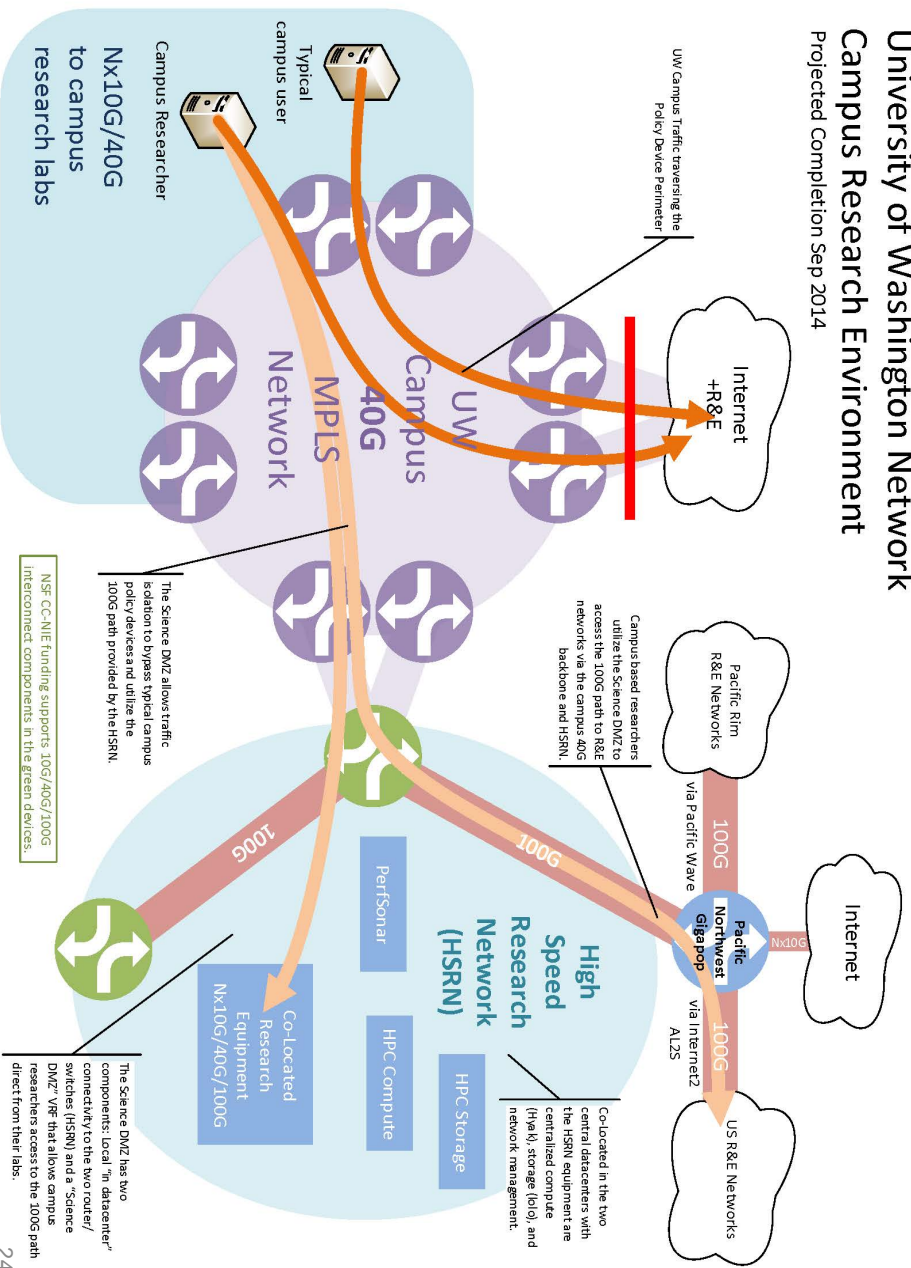 University of Washington Network
Campus Research Environment
Projected Completion Sep 2014
Internet
+R&E
UW Campus Traffic traversing the
Policy Device Perimeter
Typical
campus user
Campus Researcher
Nx10G/40G
to campus
research labs
UW
Campus
40G
MPLS
Network
Pacific Rim
R&E Networks
100G
via Pacific Wave
Internet
Nx10G
Pacific
Northwest
Gigapop
100G
via Internet2
AL2S
US R&E Networks
Campus based researchers
utilize the Science DMZ to
access the 100G path to R&E
networks via the campus 40G
backbone and HSRN.
100G
High
Speed
Research
Network
(HSRN)
PerfSonar
HPC Compute
HPC Storage
Co-Located
Research
Equipment
Nx10G/40G/100G
100G
Co-Located in the two
central datacenters with
the HSRN equipment are
centralized compute
(Hyak), storage (lolo), and
network management.
The Science DMZ allows traffic
isolation to bypass typical campus
policy devices and utilize the
100G path provided by the HSRN.
NSF CC-NIE funding supports 10G/40G/100G
interconnect components in the green devices.
The Science DMZ has two
components: Local "in datacenter"
connectivity to the two router/
switches (HSRN) and a "Science
DMZ" VRF that allows campus
researchers access to the 100G path
direct from their labs.
24